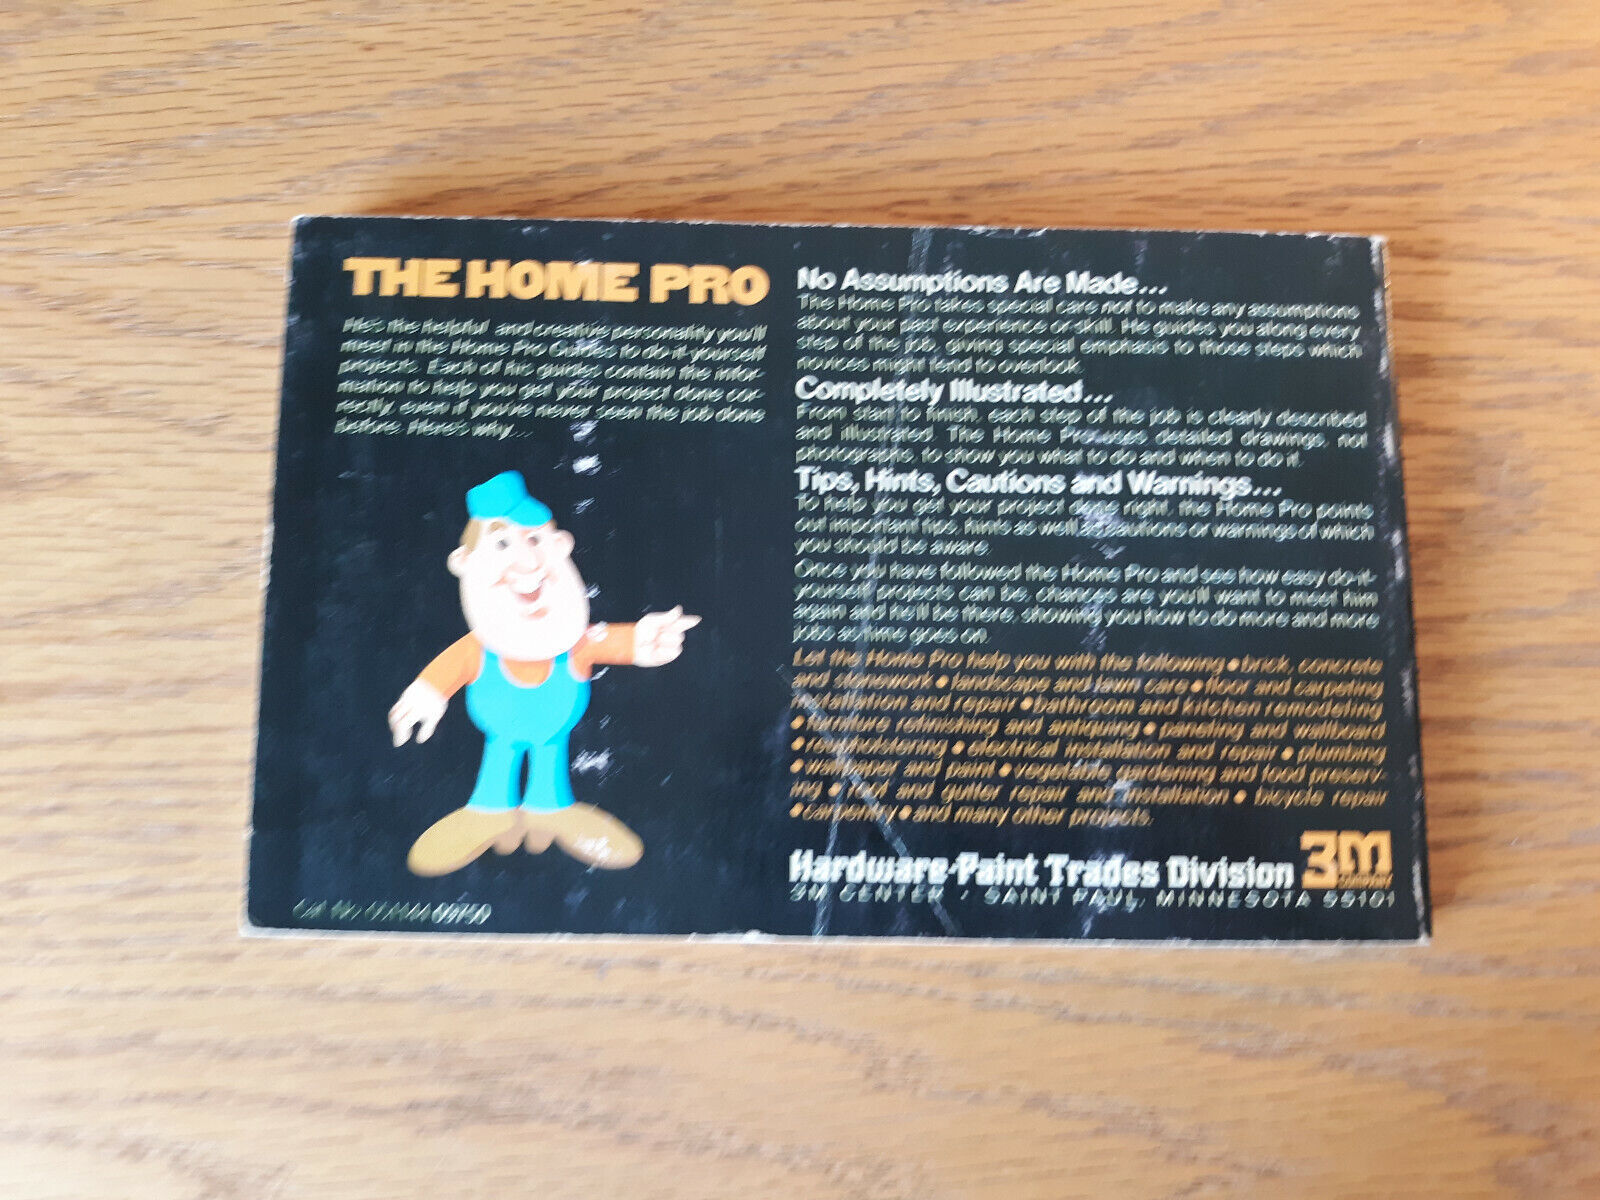 THE HOME PRO
He's the helpful and creative personality you'll
meet in the Home Pro Guides to do-it-yourself
projects. Each of his guides contain the infor-
mation to help you get your project done cor-
rectly, even if you've never seen the job done
before. Here's why...
No Assumptions Are Made...
The Home Pro takes special care not to make any assumptions
about your past experience or skill. He guides you along every
step of the job, giving special emphasis to those steps which
novices might tend to overlook.
Completely Illustrated...
From start to finish, each step of the job is clearly described
and illustrated. The Home Pro uses detailed drawings, not
photographs, to show you what to do and when to do it.
Tips, Hints, Cautions and Warnings...
To help you get your project done right, the Home Pro points
out important tips, hints as well as cautions or warnings of which
you should be aware.
Once you have followed the Home Pro and see how easy do-it-
yourself projects can be, chances are you'll want to meet him
again and he'll be there, showing you how to do more and more
jobs as time goes on.
Let the Home Pro help you with the following • brick, concrete
and stonework • landscape and lawn care • floor and carpeting
installation and repair • bathroom and kitchen remodeling
• furniture refinishing and antiquing • paneling and wallboard
• reupholstering • electrical installation and repair • plumbing
• wallpaper and paint • vegetable gardening and food preserv-
ing • roof and gutter repair and installation • bicycle repair
• carpentry • and many other projects.
Hardware-Paint Trades Division 3M COMPANY
3M CENTER · SAINT PAUL, MINNESOTA 55101
Cat. No. 09750